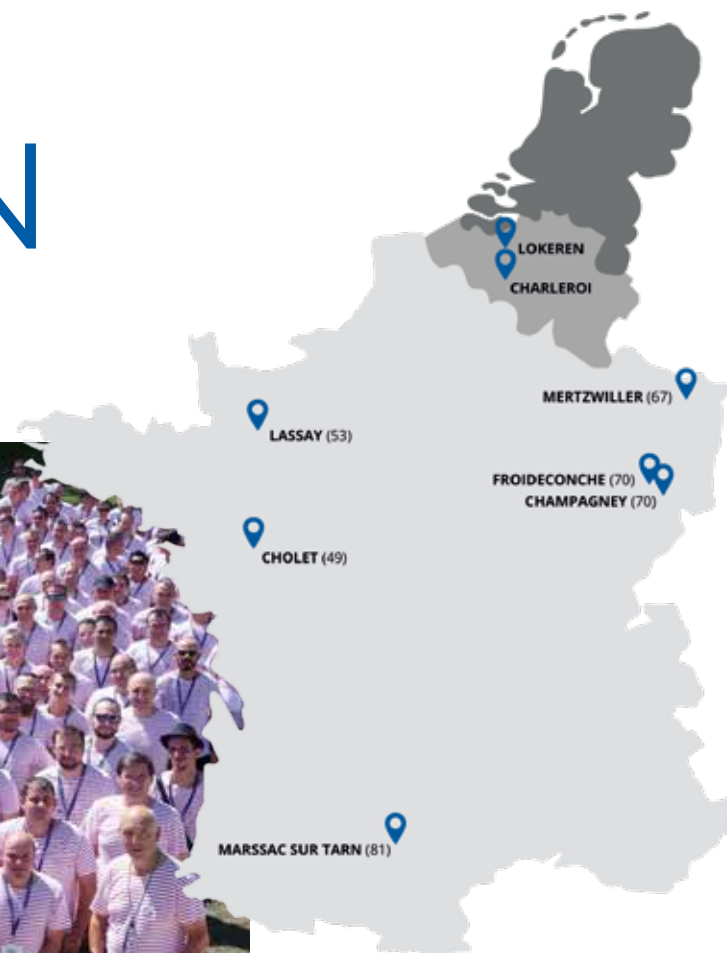 N
LOKEREN
CHARLEROI
MERTZWILLER (67)
LASSAY (53)
FROIDECONCHE (70)
CHAMPAGNEY (70)
CHOLET (49)
MARSSAC SUR TARN (81)